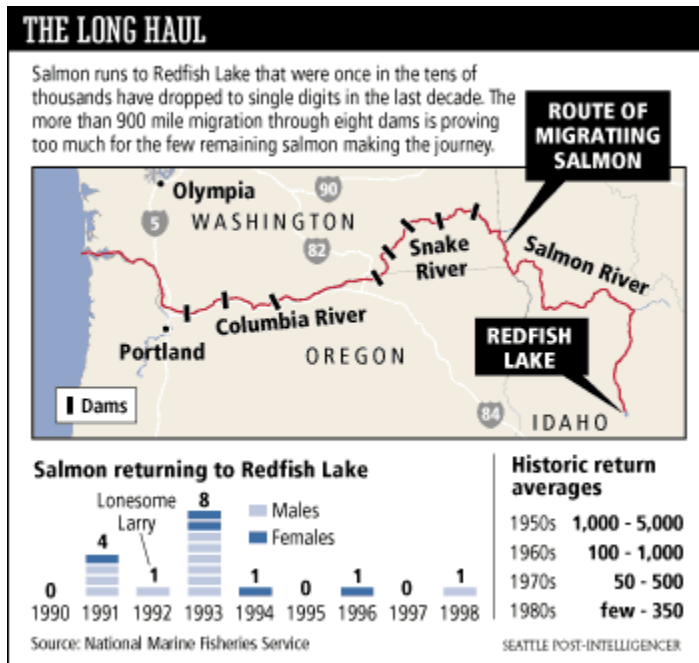 THE LONG HAUL
Salmon runs to Redfish Lake that were once in the tens of
thousands have dropped to single digits in the last decade. The
more than 900 mile migration through eight dams is proving
too much for the few remaining salmon making the journey.
ROUTE OF
MIGRATIING
SALMON
Olympia
90
5
WASHINGTON
82
Snake
River
Salmon River
Columbia River
Portland
OREGON
REDFISH
LAKE
84
IDAHO
Dams
Salmon returning to Redfish Lake
Lonesome
Larry
Males
Females
0
4
1
8
1
0
1
0
1
1990 1991 1992 1993 1994 1995 1996 1997 1998
Historic return
averages
1950s 1,000 - 5,000
1960s 100 - 1,000
1970s 50 - 500
1980s few - 350
Source: National Marine Fisheries Service
SEATTLE POST-INTELLIGENCER